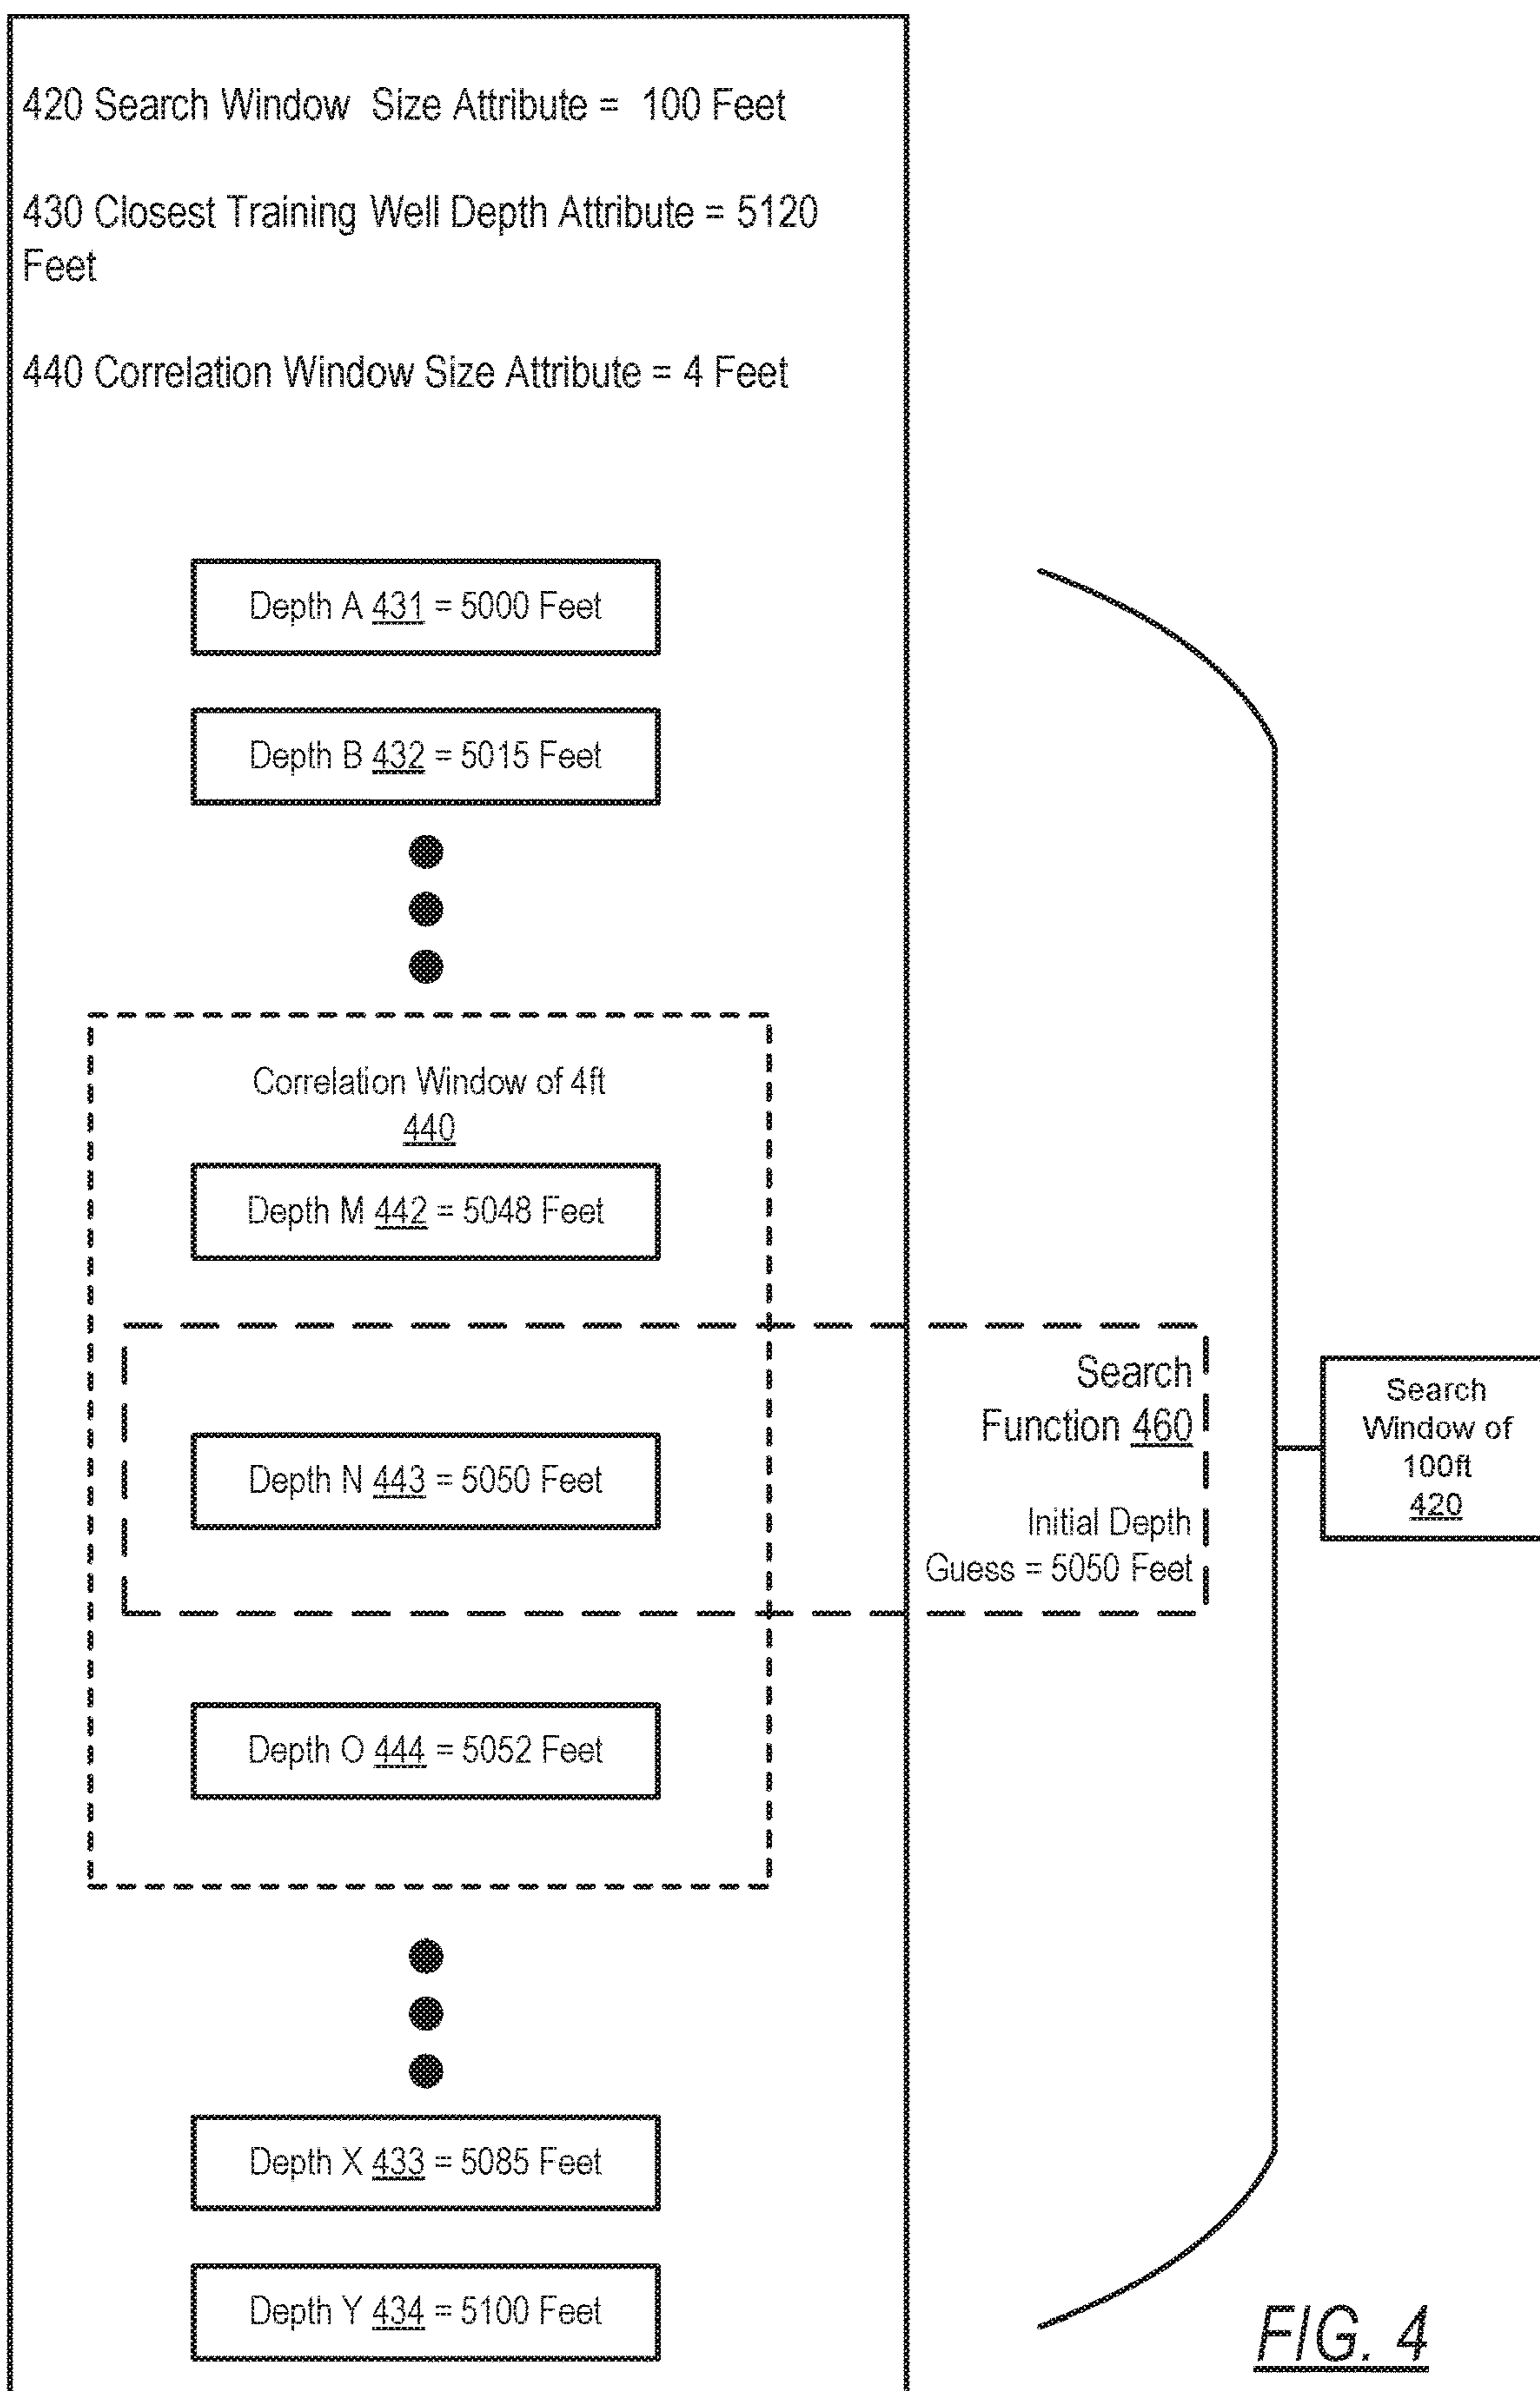 420 Search Window Size Attribute = 100 Feet
430 Closest Training Well Depth Attribute = 5120
Feet
440 Correlation Window Size Attribute = 4 Feet
Depth A 431 = 5000 Feet
Depth B 432 = 5015 Feet
Correlation Window of 4ft
440
Depth M 442 = 5048 Feet
Search
Function 460
Depth N 443 = 5050 Feet
Initial Depth
Guess = 5050 Feet
Search
Window of
100ft
420
Depth O 444 = 5052 Feet
Depth X 433 = 5085 Feet
Depth Y 434 = 5100 Feet
FIG. 4